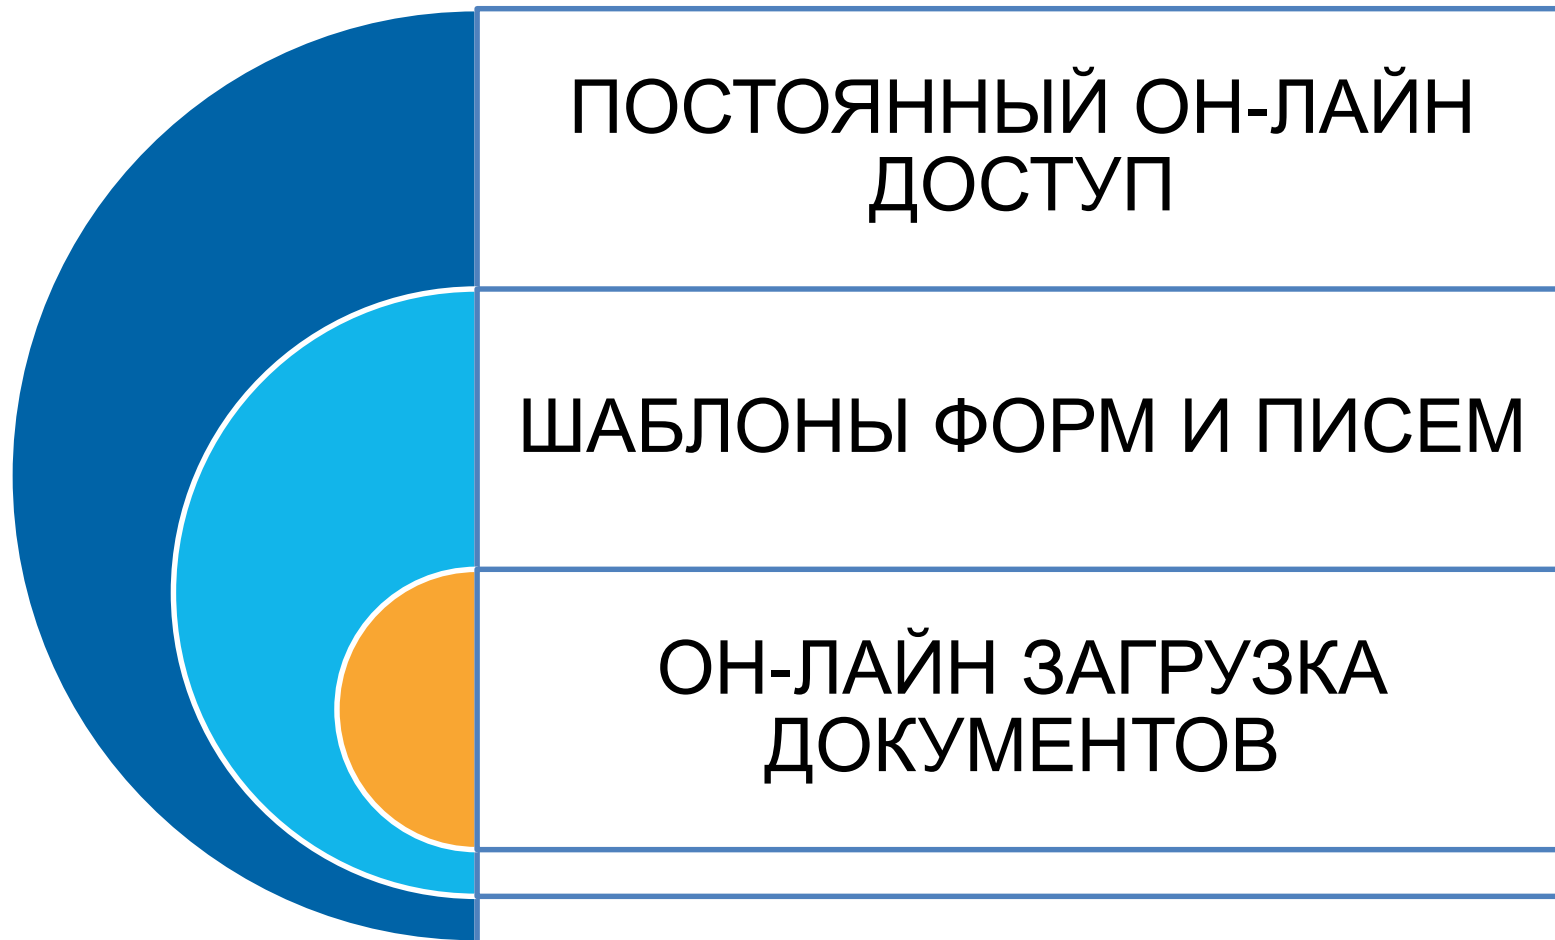 ПОСТОЯННЫЙ ОН-ЛАЙН
ДОСТУП
ШАБЛОНЫ ФОРМ И ПИСЕМ
ОН-ЛАЙН ЗАГРУЗКА
ДОКУМЕНТОВ